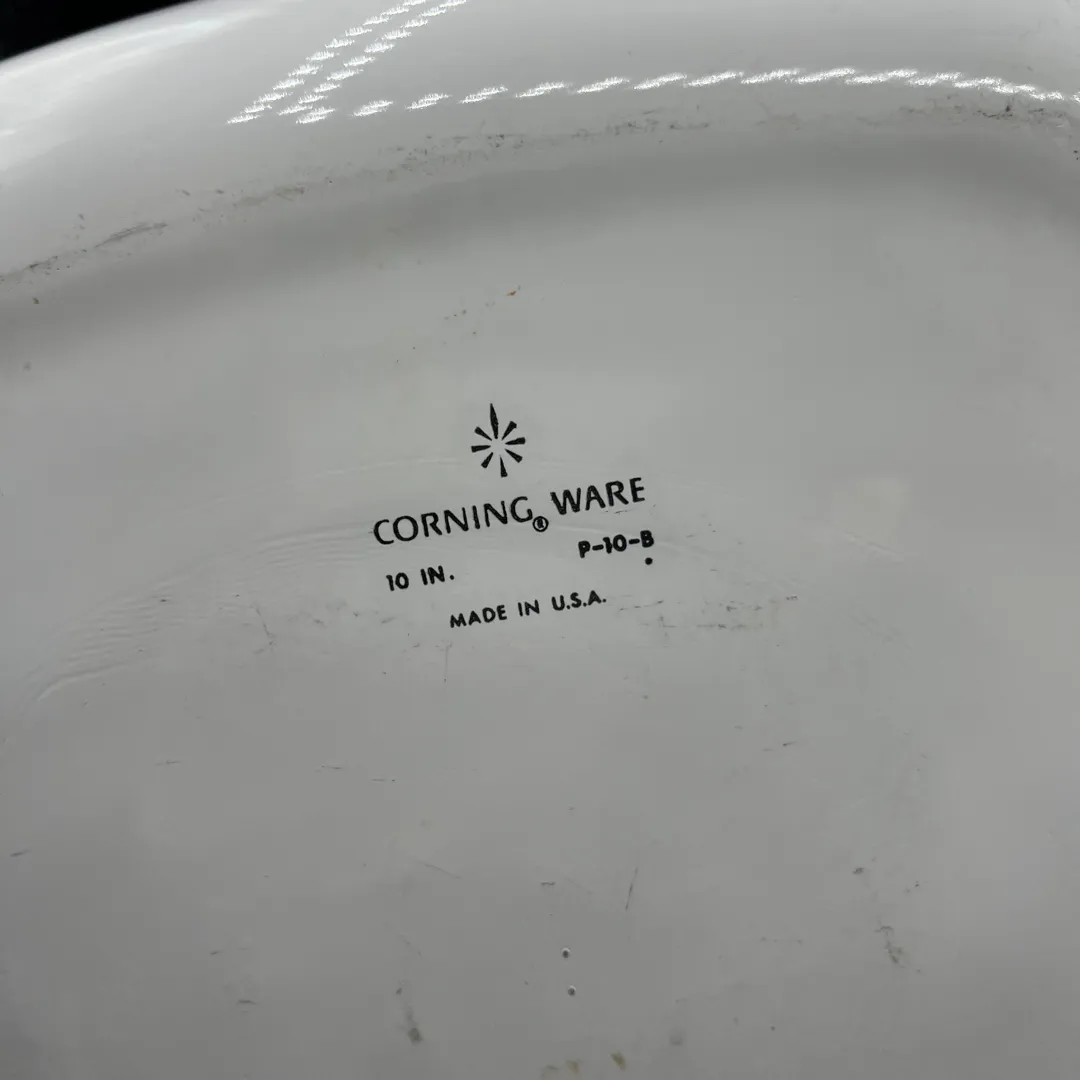 CORNING® WARE
10 IN. P-10-B
MADE IN U.S.A.